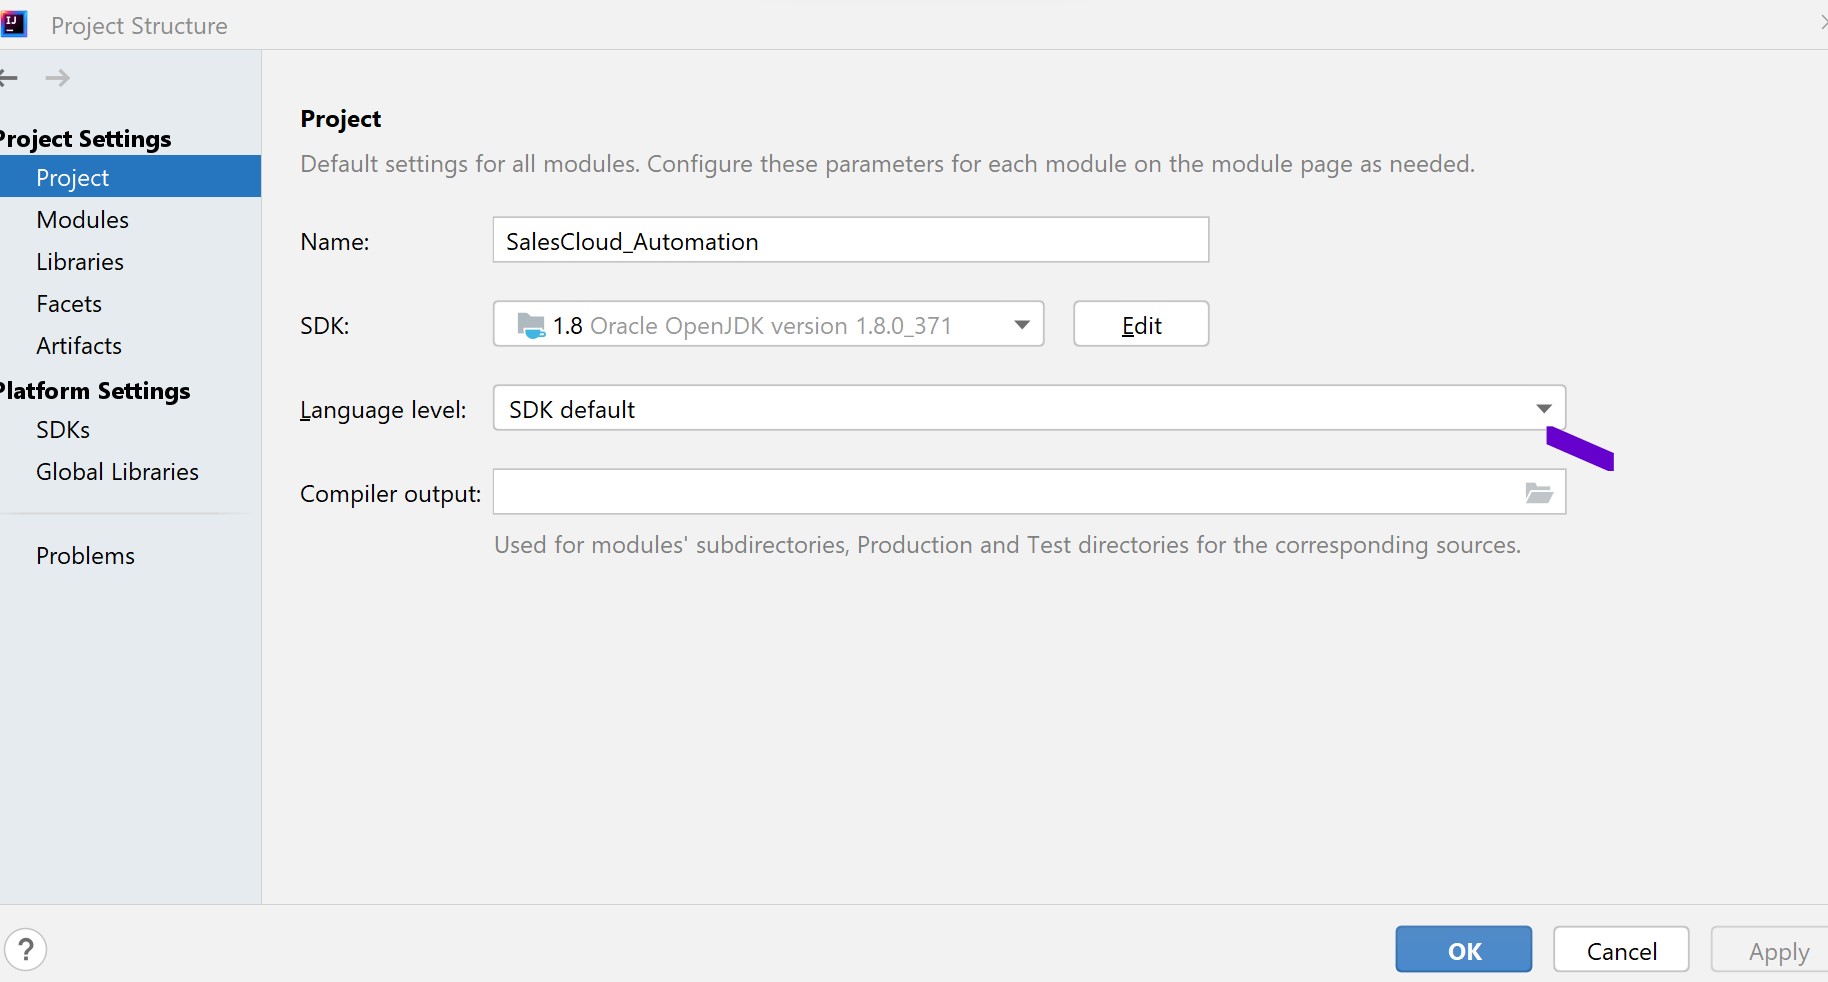 IJ
Project Structure
Project Settings
Project
Modules
Libraries
Facets
Artifacts
Platform Settings
SDKs
Global Libraries
Problems
Project
Default settings for all modules. Configure these parameters for each module on the module page as needed.
Name: SalesCloud_Automation
SDK: 1.8 Oracle OpenJDK version 1.8.0_371 Edit
Language level: SDK default
Compiler output:
Used for modules' subdirectories, Production and Test directories for the corresponding sources.
? OK Cancel Apply